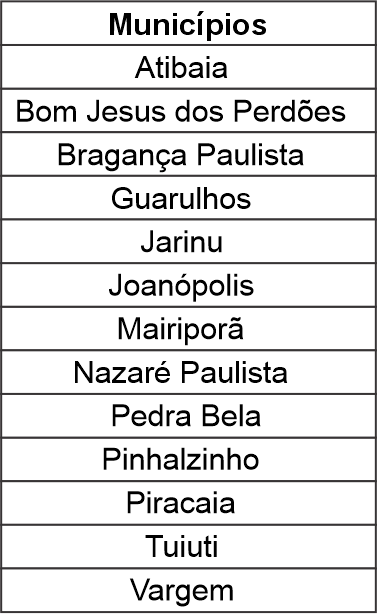 Municípios
Atibaia
Bom Jesus dos Perdões
Bragança Paulista
Guarulhos
Jarinu
Joanópolis
Mairiporã
Nazaré Paulista
Pedra Bela
Pinhalzinho
Piracaia
Tuiuti
Vargem